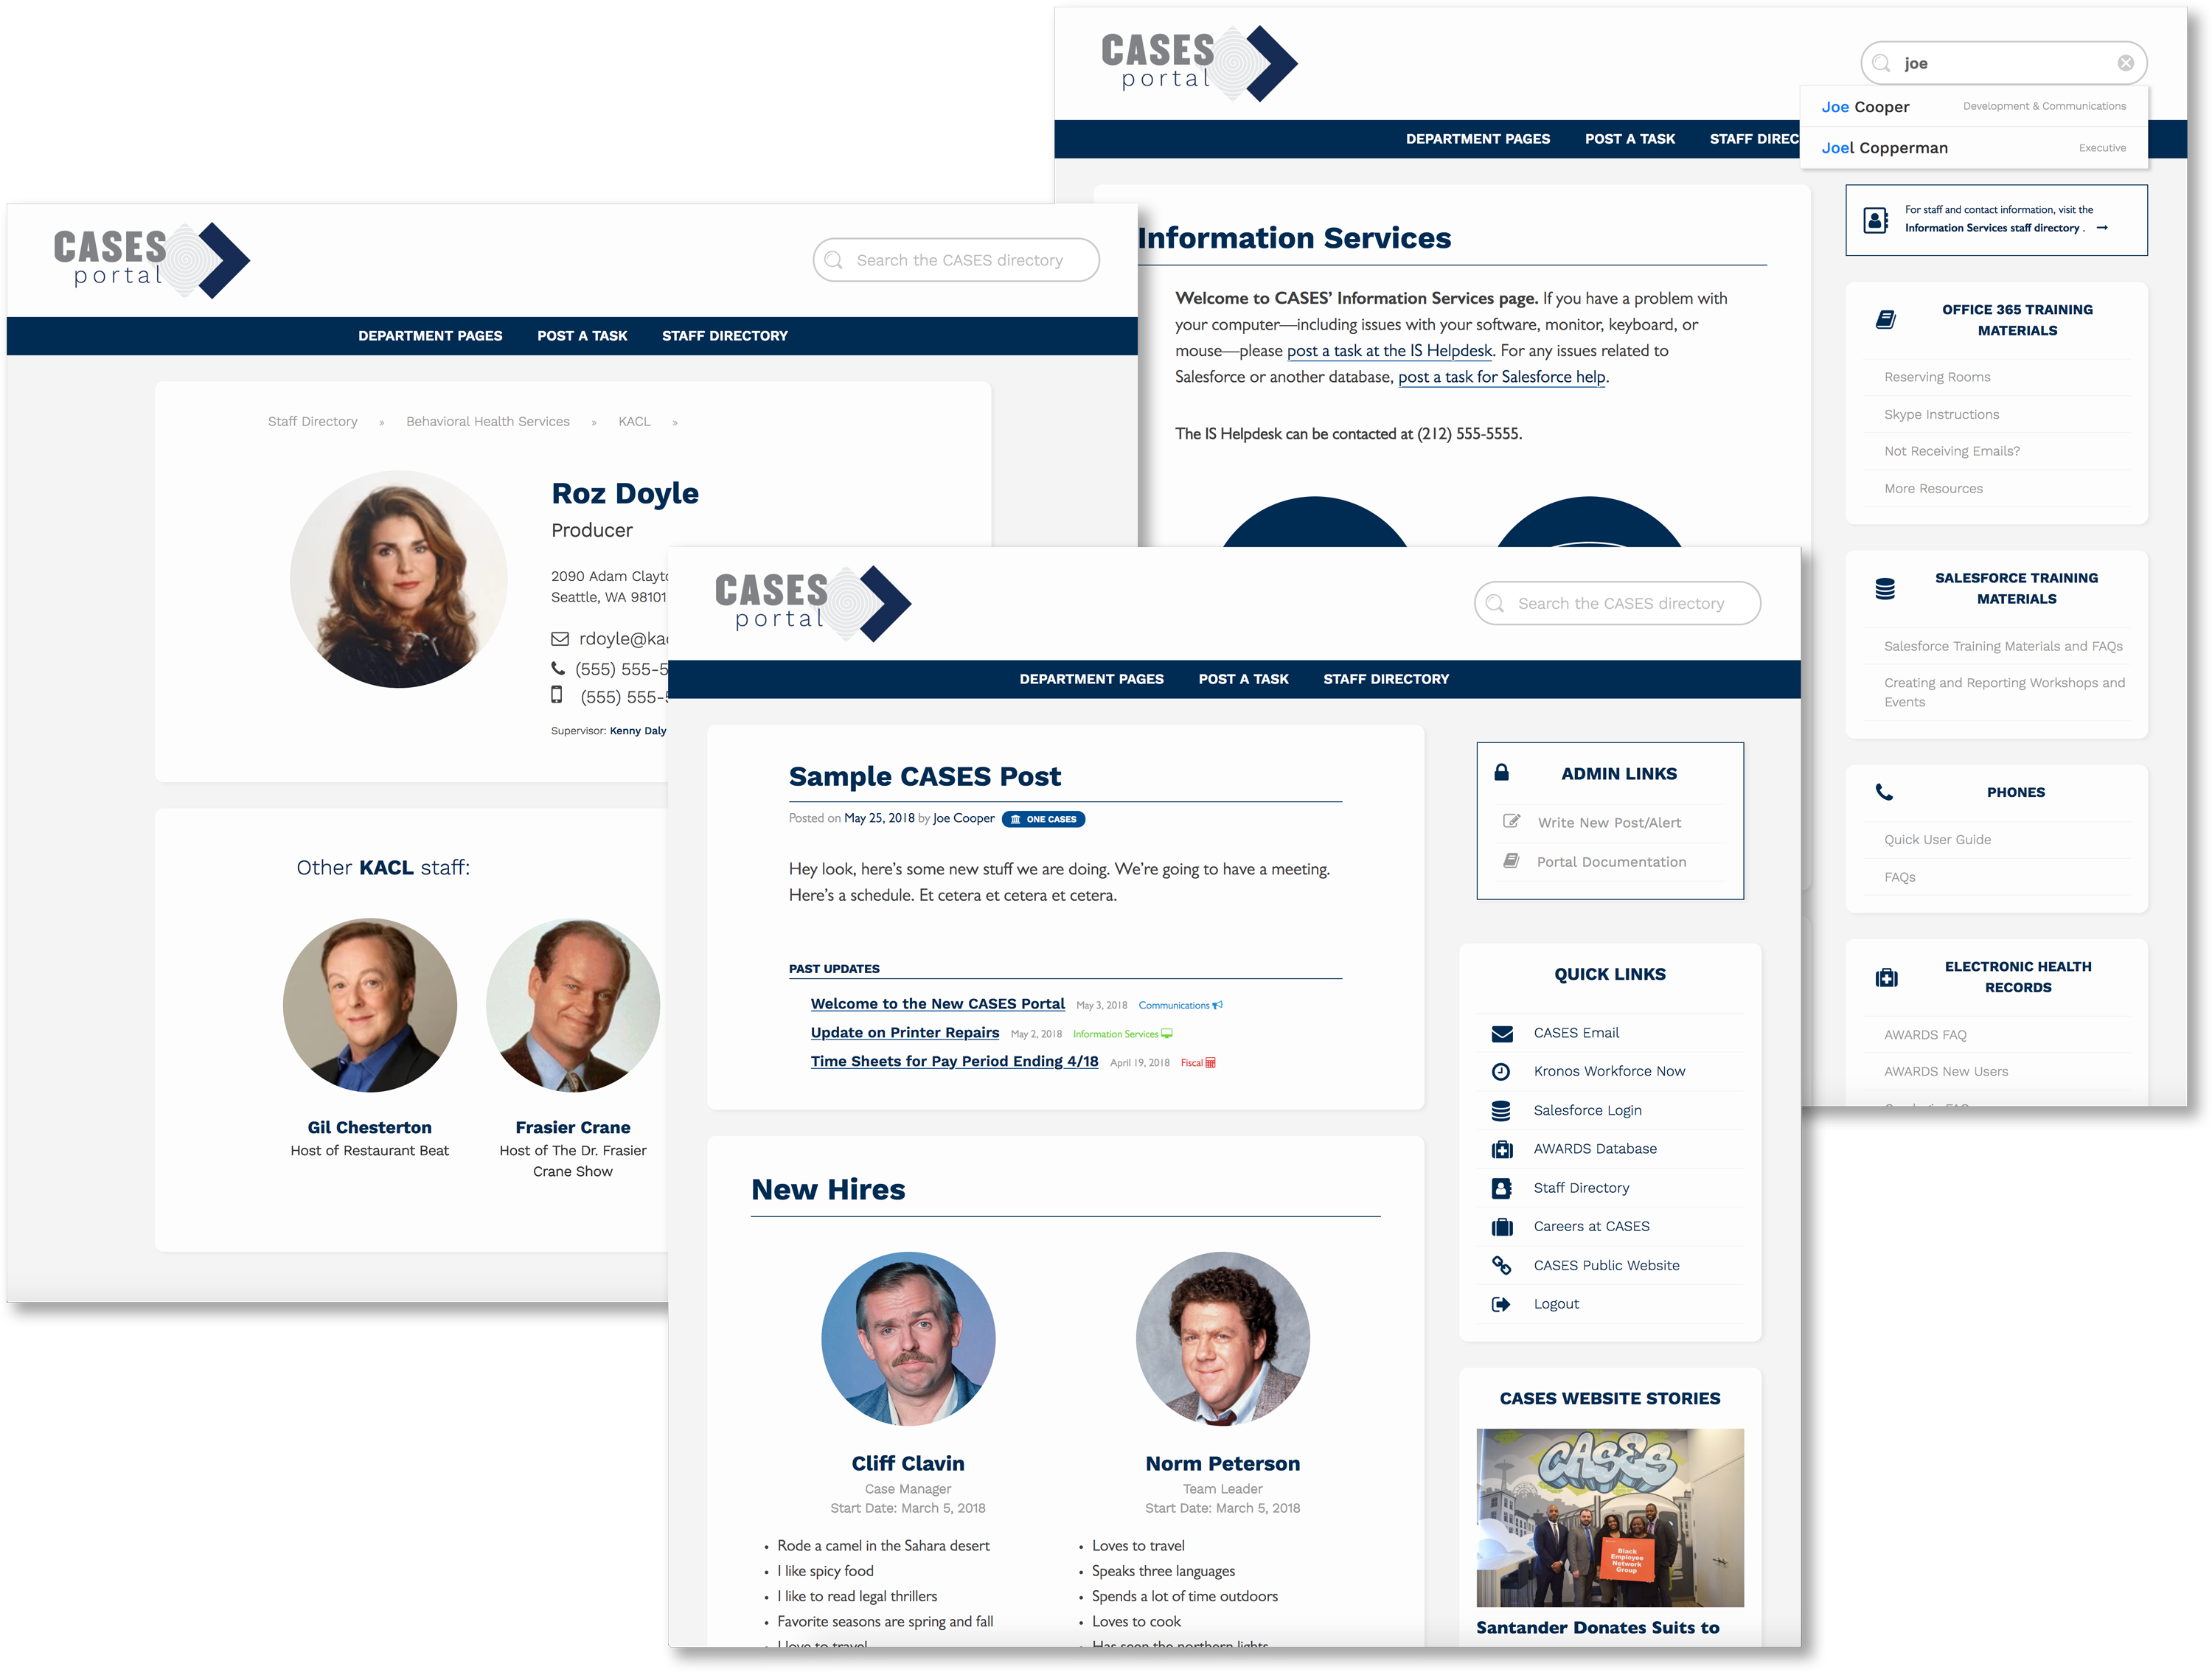 CASES
portal
joe
Joe Cooper Development & Communications
Joel Copperman Executive
DEPARTMENT PAGES POST A TASK STAFF DIREC
Information Services
Welcome to CASES’ Information Services page. If you have a problem with
your computer—including issues with your software, monitor, keyboard, or
mouse—please post a task at the IS Helpdesk. For any issues related to
Salesforce or another database, post a task for Salesforce help.
The IS Helpdesk can be contacted at (212) 555-5555.
For staff and contact information, visit the
Information Services staff directory . →
OFFICE 365 TRAINING
MATERIALS
Reserving Rooms
Skype Instructions
Not Receiving Emails?
More Resources
SALESFORCE TRAINING
MATERIALS
Salesforce Training Materials and FAQs
Creating and Reporting Workshops and
Events
PHONES
Quick User Guide
FAQs
ELECTRONIC HEALTH
RECORDS
AWARDS FAQ
AWARDS New Users
CASES
portal
Search the CASES directory
DEPARTMENT PAGES POST A TASK STAFF DIRECTORY
Staff Directory » Behavioral Health Services » KACL »
Roz Doyle
Producer
2090 Adam Clayt
Seattle, WA 98101
rdoyle@ka
(555) 555-5
(555) 555-5
Supervisor: Kenny Daly
Other KACL staff:
Gil Chesterton
Host of Restaurant Beat
Frasier Crane
Host of The Dr. Frasier
Crane Show
CASES
portal
Search the CASES directory
DEPARTMENT PAGES POST A TASK STAFF DIRECTORY
Sample CASES Post
Posted on May 25, 2018 by Joe Cooper ONE CASES
Hey look, here’s some new stuff we are doing. We’re going to have a meeting.
Here’s a schedule. Et cetera et cetera et cetera.
PAST UPDATES
Welcome to the New CASES Portal May 3, 2018 Communications
Update on Printer Repairs May 2, 2018 Information Services
Time Sheets for Pay Period Ending 4/18 April 19, 2018 Fiscal
New Hires
Cliff Clavin
Case Manager
Start Date: March 5, 2018
Rode a camel in the Sahara desert
I like spicy food
I like to read legal thrillers
Favorite seasons are spring and fall
I love to travel
Norm Peterson
Team Leader
Start Date: March 5, 2018
Loves to travel
Speaks three languages
Spends a lot of time outdoors
Loves to cook
Has seen the northern lights
ADMIN LINKS
Write New Post/Alert
Portal Documentation
QUICK LINKS
CASES Email
Kronos Workforce Now
Salesforce Login
AWARDS Database
Staff Directory
Careers at CASES
CASES Public Website
Logout
CASES WEBSITE STORIES
CASES
Black
Employee
Network
Group
Santander Donates Suits to